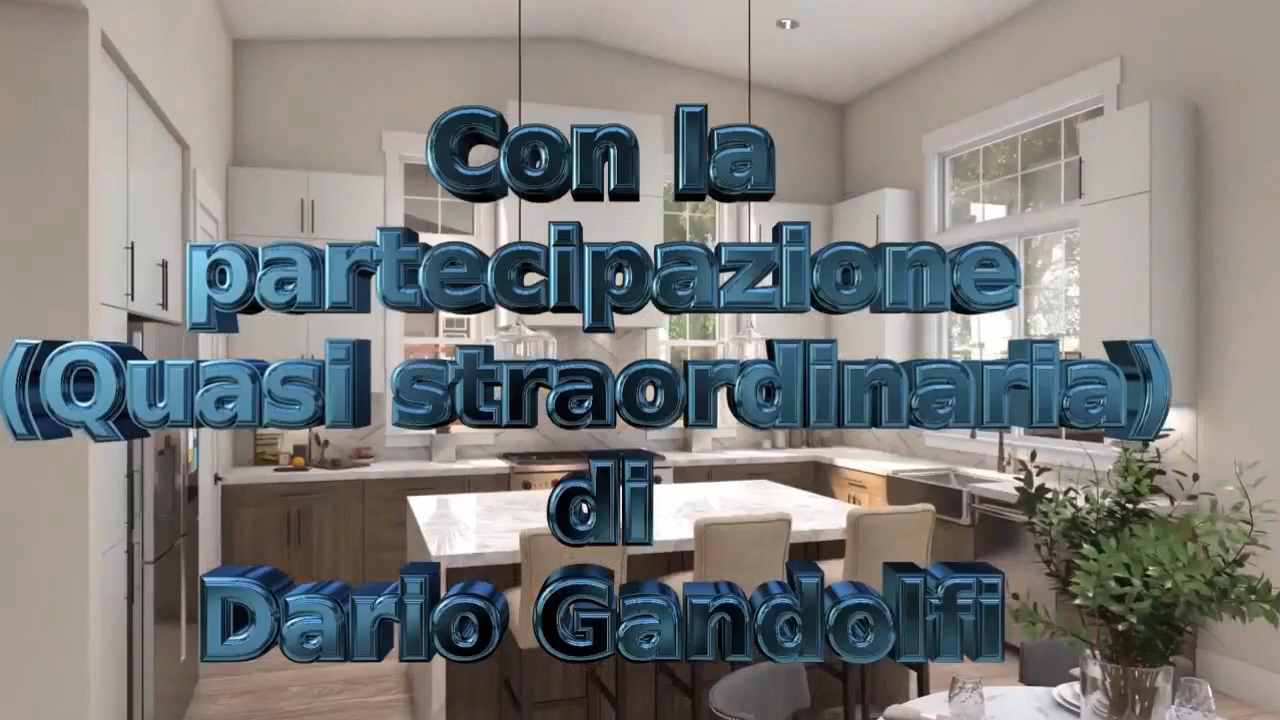 Con la
partecipazione
(Quasi straordinaria)
di
Dario Gandolfi